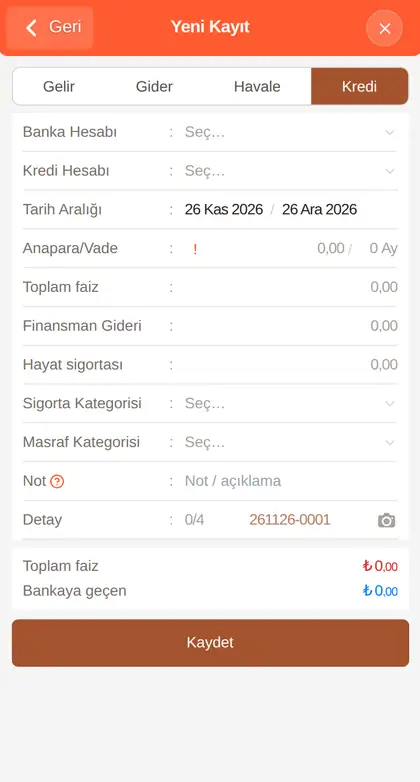 Geri Yeni Kayıt
Gelir Gider Havale Kredi
Banka Hesabı : Seç...
Kredi Hesabı : Seç...
Tarih Aralığı : 26 Kas 2026 / 26 Ara 2026
Anapara/Vade : ! 0,00 / 0 Ay
Toplam faiz : 0,00
Finansman Gideri : 0,00
Hayat sigortası : 0,00
Sigorta Kategorisi : Seç...
Masraf Kategorisi : Seç...
Not ? : Not / açıklama
Detay : 0/4 261126-0001
Toplam faiz ₺0,00
Bankaya geçen ₺0,00
Kaydet